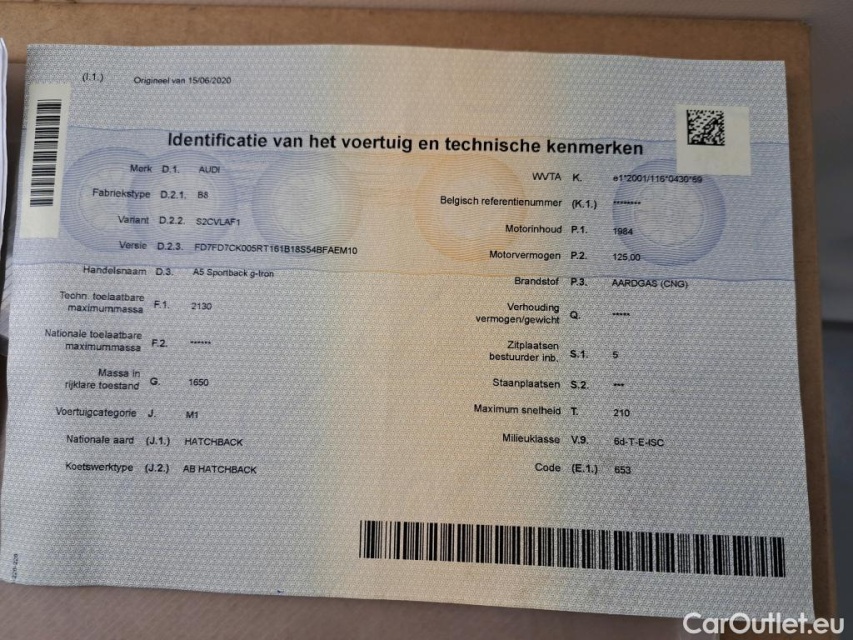 (I.1.) Origineel van 15/06/2020
Identificatie van het voertuig en technische kenmerken
Merk D.1. AUDI
Fabriekstype D.2.1. B8
Variant D.2.2. S2CVLAF1
Versie D.2.3. FD7FD7CK005RT161B18S54BFAEM10
Handelsnaam D.3. A5 Sportback g-tron
Techn. toelaatbare
maximummassa F.1. 2130
Nationale toelaatbare
maximummassa F.2. ******
Massa in
rijklare toestand G. 1650
Voertuigcategorie J. M1
Nationale aard (J.1.) HATCHBACK
Koetswerktype (J.2.) AB HATCHBACK
WVTA K. e1*2001/116*0430*69
Belgisch referentienummer (K.1.) ********
Motorinhoud P.1. 1984
Motorvermogen P.2. 125,00
Brandstof P.3. AARDGAS (CNG)
Verhouding
vermogen/gewicht Q. *****
Zitplaatsen
bestuurder inb. S.1. 5
Staanplaatsen S.2. ***
Maximum snelheid T. 210
Milieuklasse V.9. 6d-T-E-ISC
Code (E.1.) 653
CarOutlet.eu